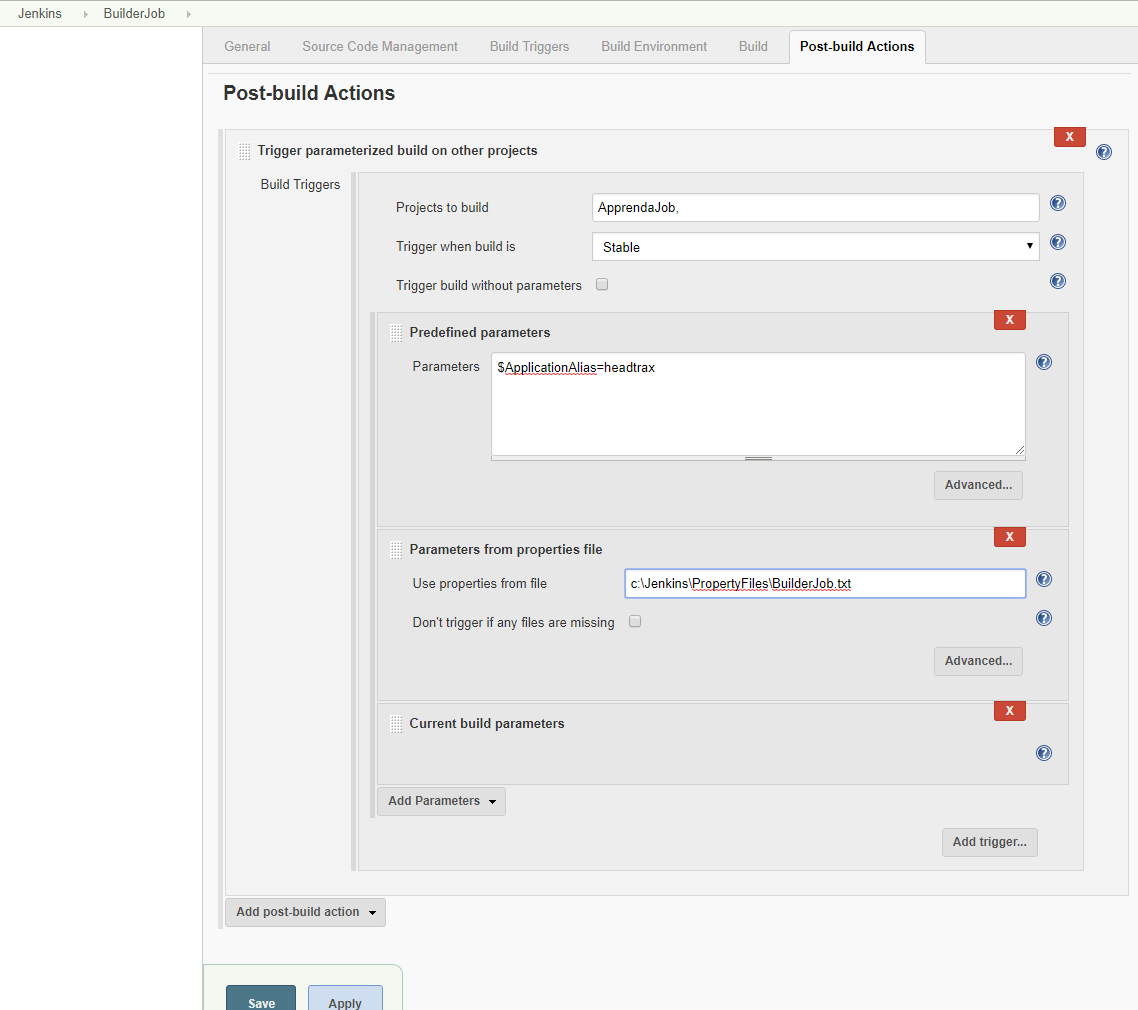 Jenkins BuilderJob
General Source Code Management Build Triggers Build Environment Build Post-build Actions
Post-build Actions
X
Trigger parameterized build on other projects
?
Build Triggers
Projects to build ApprendaJob, ?
Trigger when build is Stable ?
Trigger build without parameters ?
X
Predefined parameters
Parameters $ApplicationAlias=headtrax ?
Advanced...
X
Parameters from properties file
Use properties from file c:\Jenkins\PropertyFiles\BuilderJob.txt ?
Don't trigger if any files are missing ?
Advanced...
X
Current build parameters
?
Add Parameters
Add trigger...
Add post-build action
Save Apply